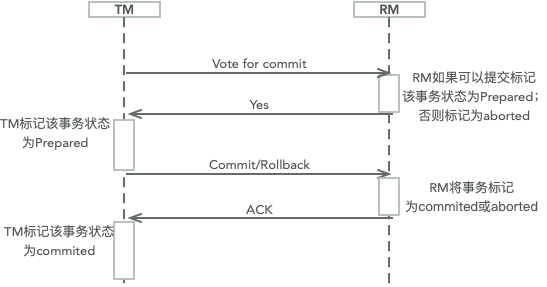 TM
RM
Vote for commit
RM如果可以提交标记
该事务状态为Prepared；
否则标记为aborted
Yes
TM标记该事务状态
为Prepared
Commit/Rollback
RM将事务标记
为commited或aborted
ACK
TM标记该事务状态
为commited